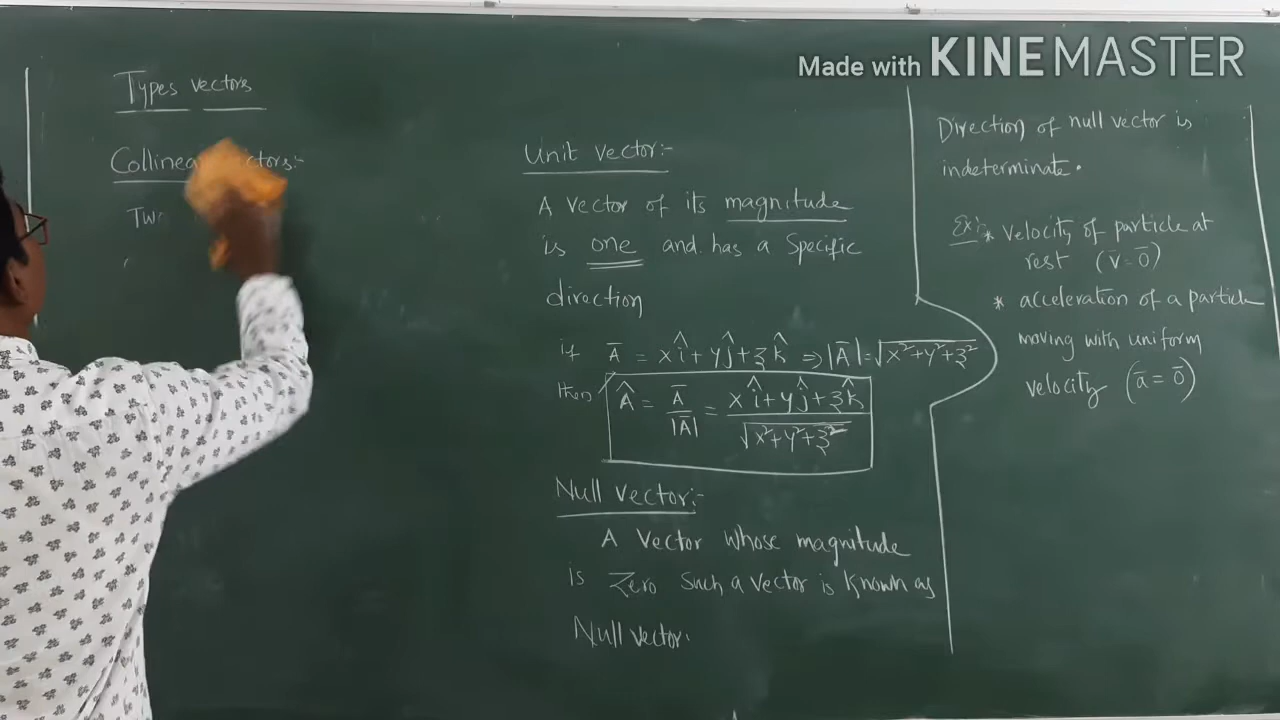 Made with KINEMASTER
Types vectors
Collinear vectors:-
Two
Unit vector:-
A vector of its magnitude
is one and has a specific
direction
if A̅ = xî+yĵ+zk̂ ⇒ |A̅| = √x²+y²+z²
then Â = A̅/|A̅| = xî+yĵ+zk̂/√x²+y²+z²
Null vector:-
A vector whose magnitude
is zero such a vector is known as
Null vector.
Direction of null vector is
indeterminate.
Ex:- * velocity of particle at
rest (v̅=0̅)
* acceleration of a particle
moving with uniform
velocity (a̅=0̅)